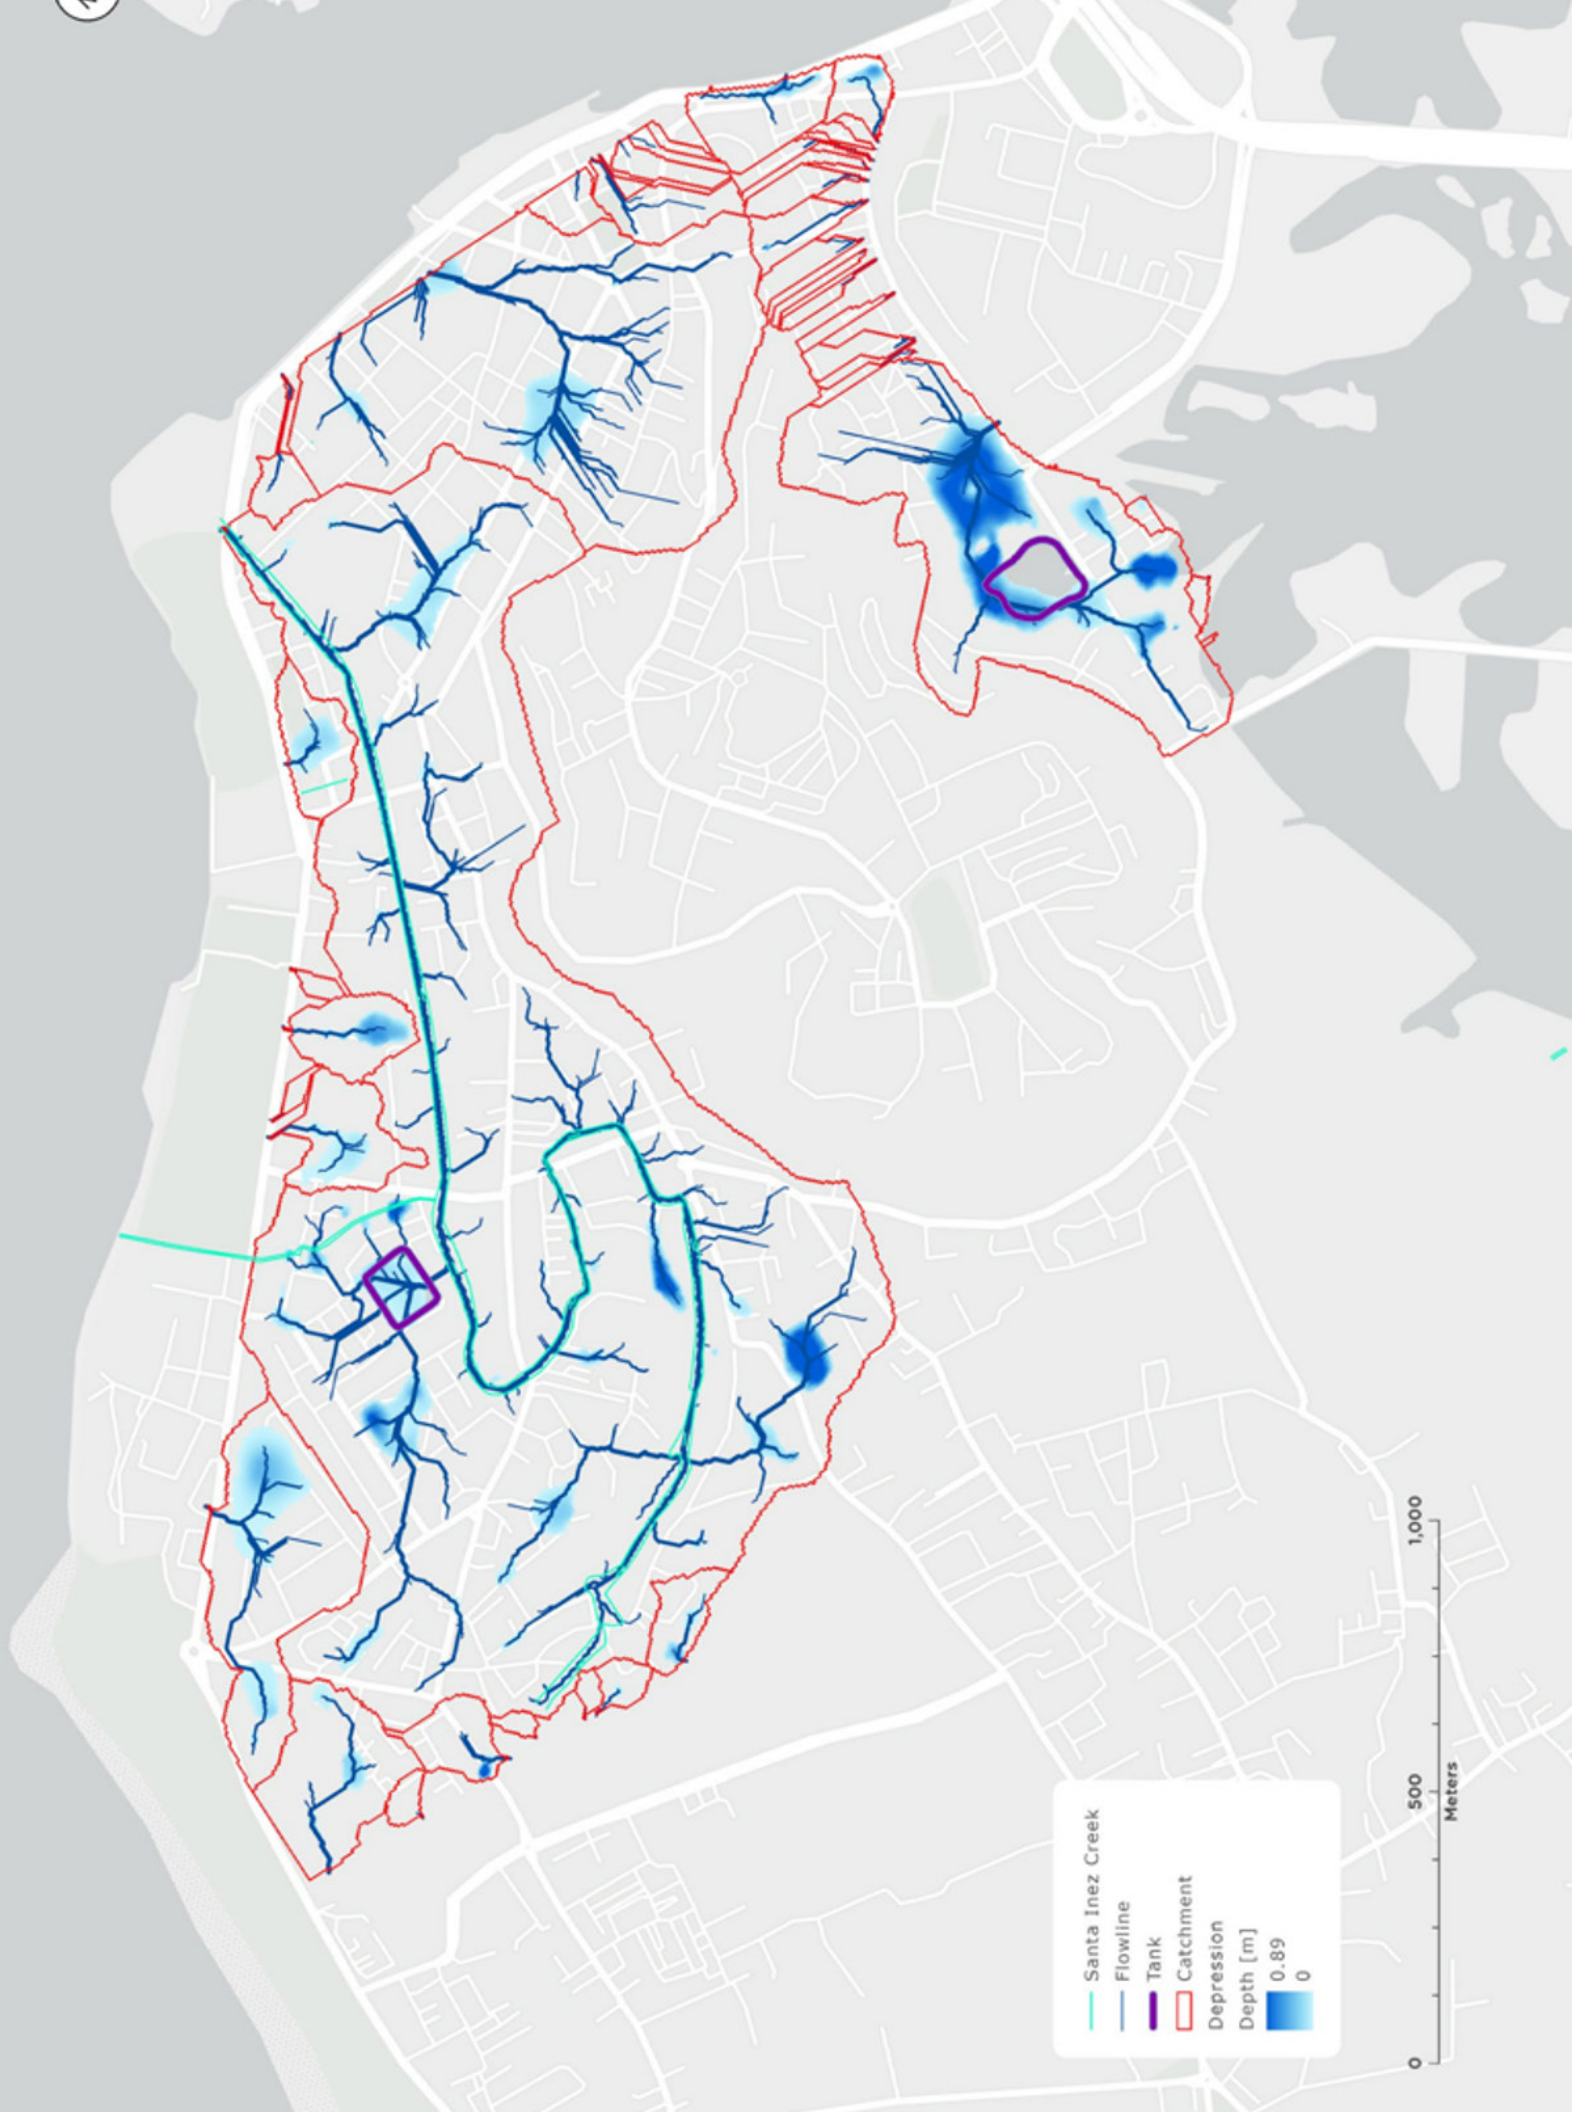 Santa Inez Creek
Flowline
Tank
Catchment
Depression
Depth [m]
0.89
0
0
500
1,000
Meters